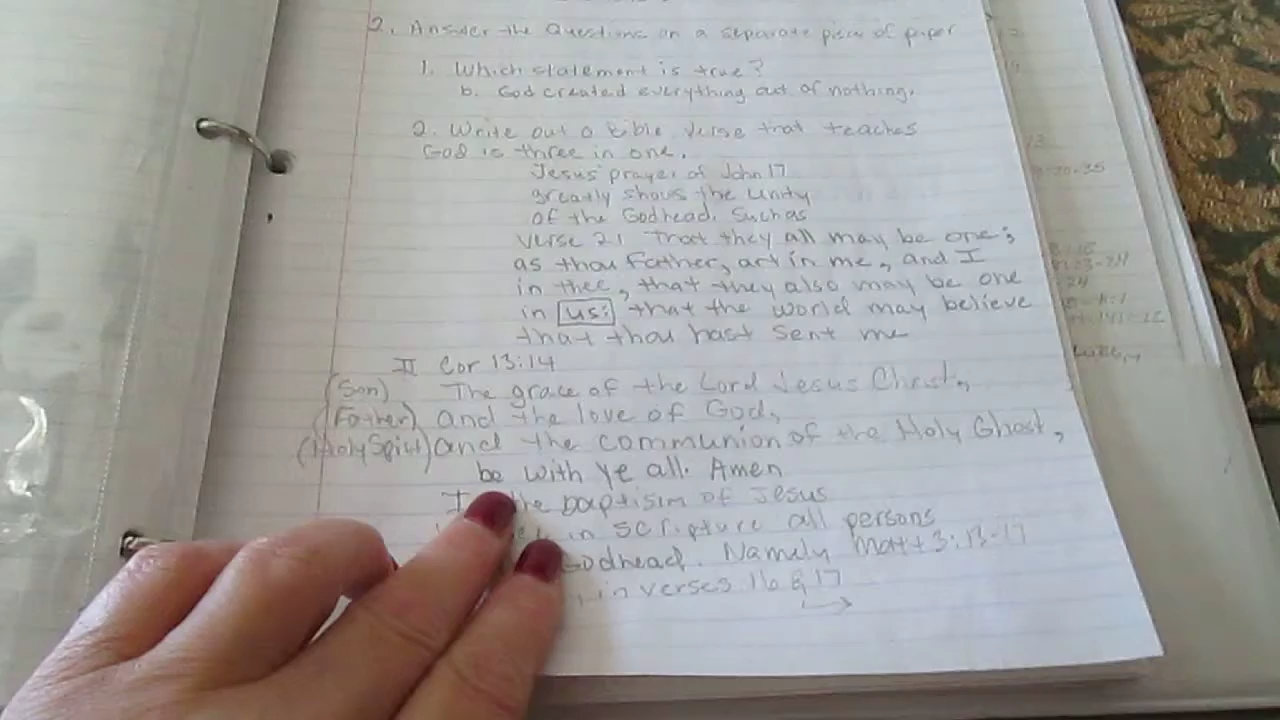 2. Answer the Questions on a separate piece of paper
1. Which statement is true?
b. God created everything out of nothing.
2. Write out a Bible verse that teaches
God is three in one.
Jesus' prayer of John 17
greatly shows the Unity
of the Godhead. Such as
verse 21 That they all may be one;
as thou Father, art in me, and I
in thee, that they also may be one
in us: that the world may believe
that thou hast sent me
II Cor 13:14
(Son) The grace of the Lord Jesus Christ,
(Father) and the love of God,
(Holy Spirit) and the communion of the Holy Ghost,
be with ye all. Amen
the baptisim of Jesus
in scripture all persons
Godhead. Namely Matt 3:13-17
in verses 16 & 17